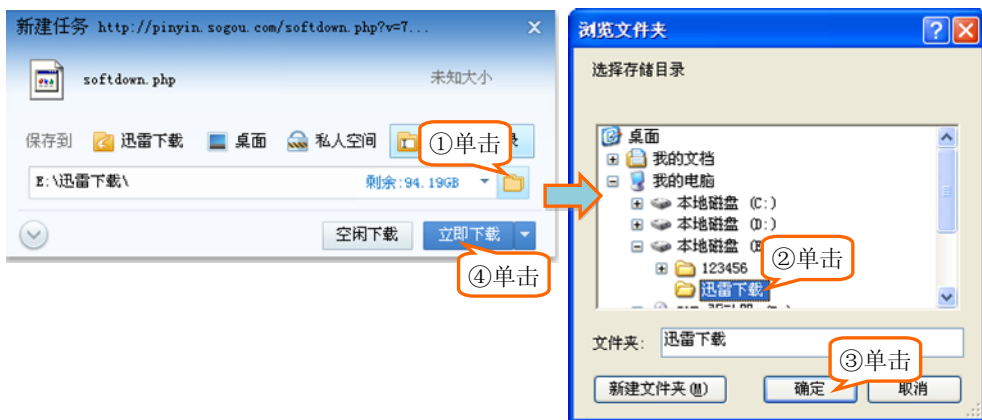 新建任务 http://pinyin.sogou.com/softdown.php?v=7...
softdown.php
未知大小
保存到 迅雷下载 桌面 私人空间
①单击
E:\迅雷下载\ 剩余:94.19GB
空闲下载 立即下载
④单击
浏览文件夹
选择存储目录
桌面
我的文档
我的电脑
本地磁盘 (C:)
本地磁盘 (D:)
本地磁盘
②单击
123456
迅雷下载
文件夹: 迅雷下载
③单击
新建文件夹(M) 确定 取消